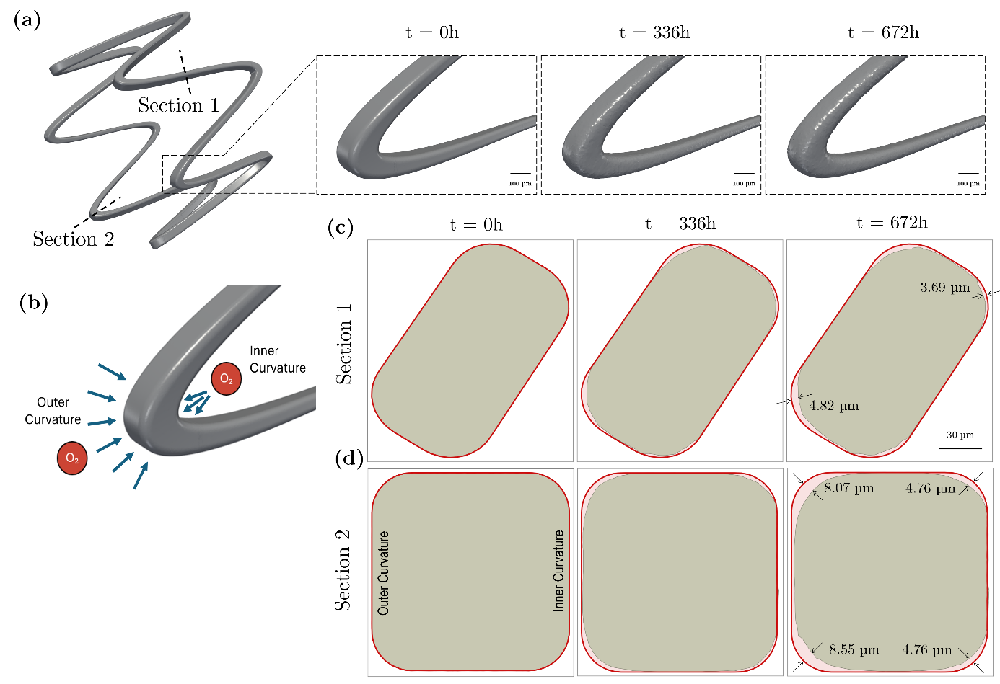 (a)
t = 0h
t = 336h
t = 672h
Section 1
Section 2
100 µm
100 µm
100 µm
(b)
Inner
Curvature
O₂
Outer
Curvature
O₂
(c)
t = 0h
t = 336h
t = 672h
Section 1
3.69 µm
4.82 µm
30 µm
(d)
Section 2
Outer Curvature
Inner Curvature
8.07 µm
4.76 µm
8.55 µm
4.76 µm